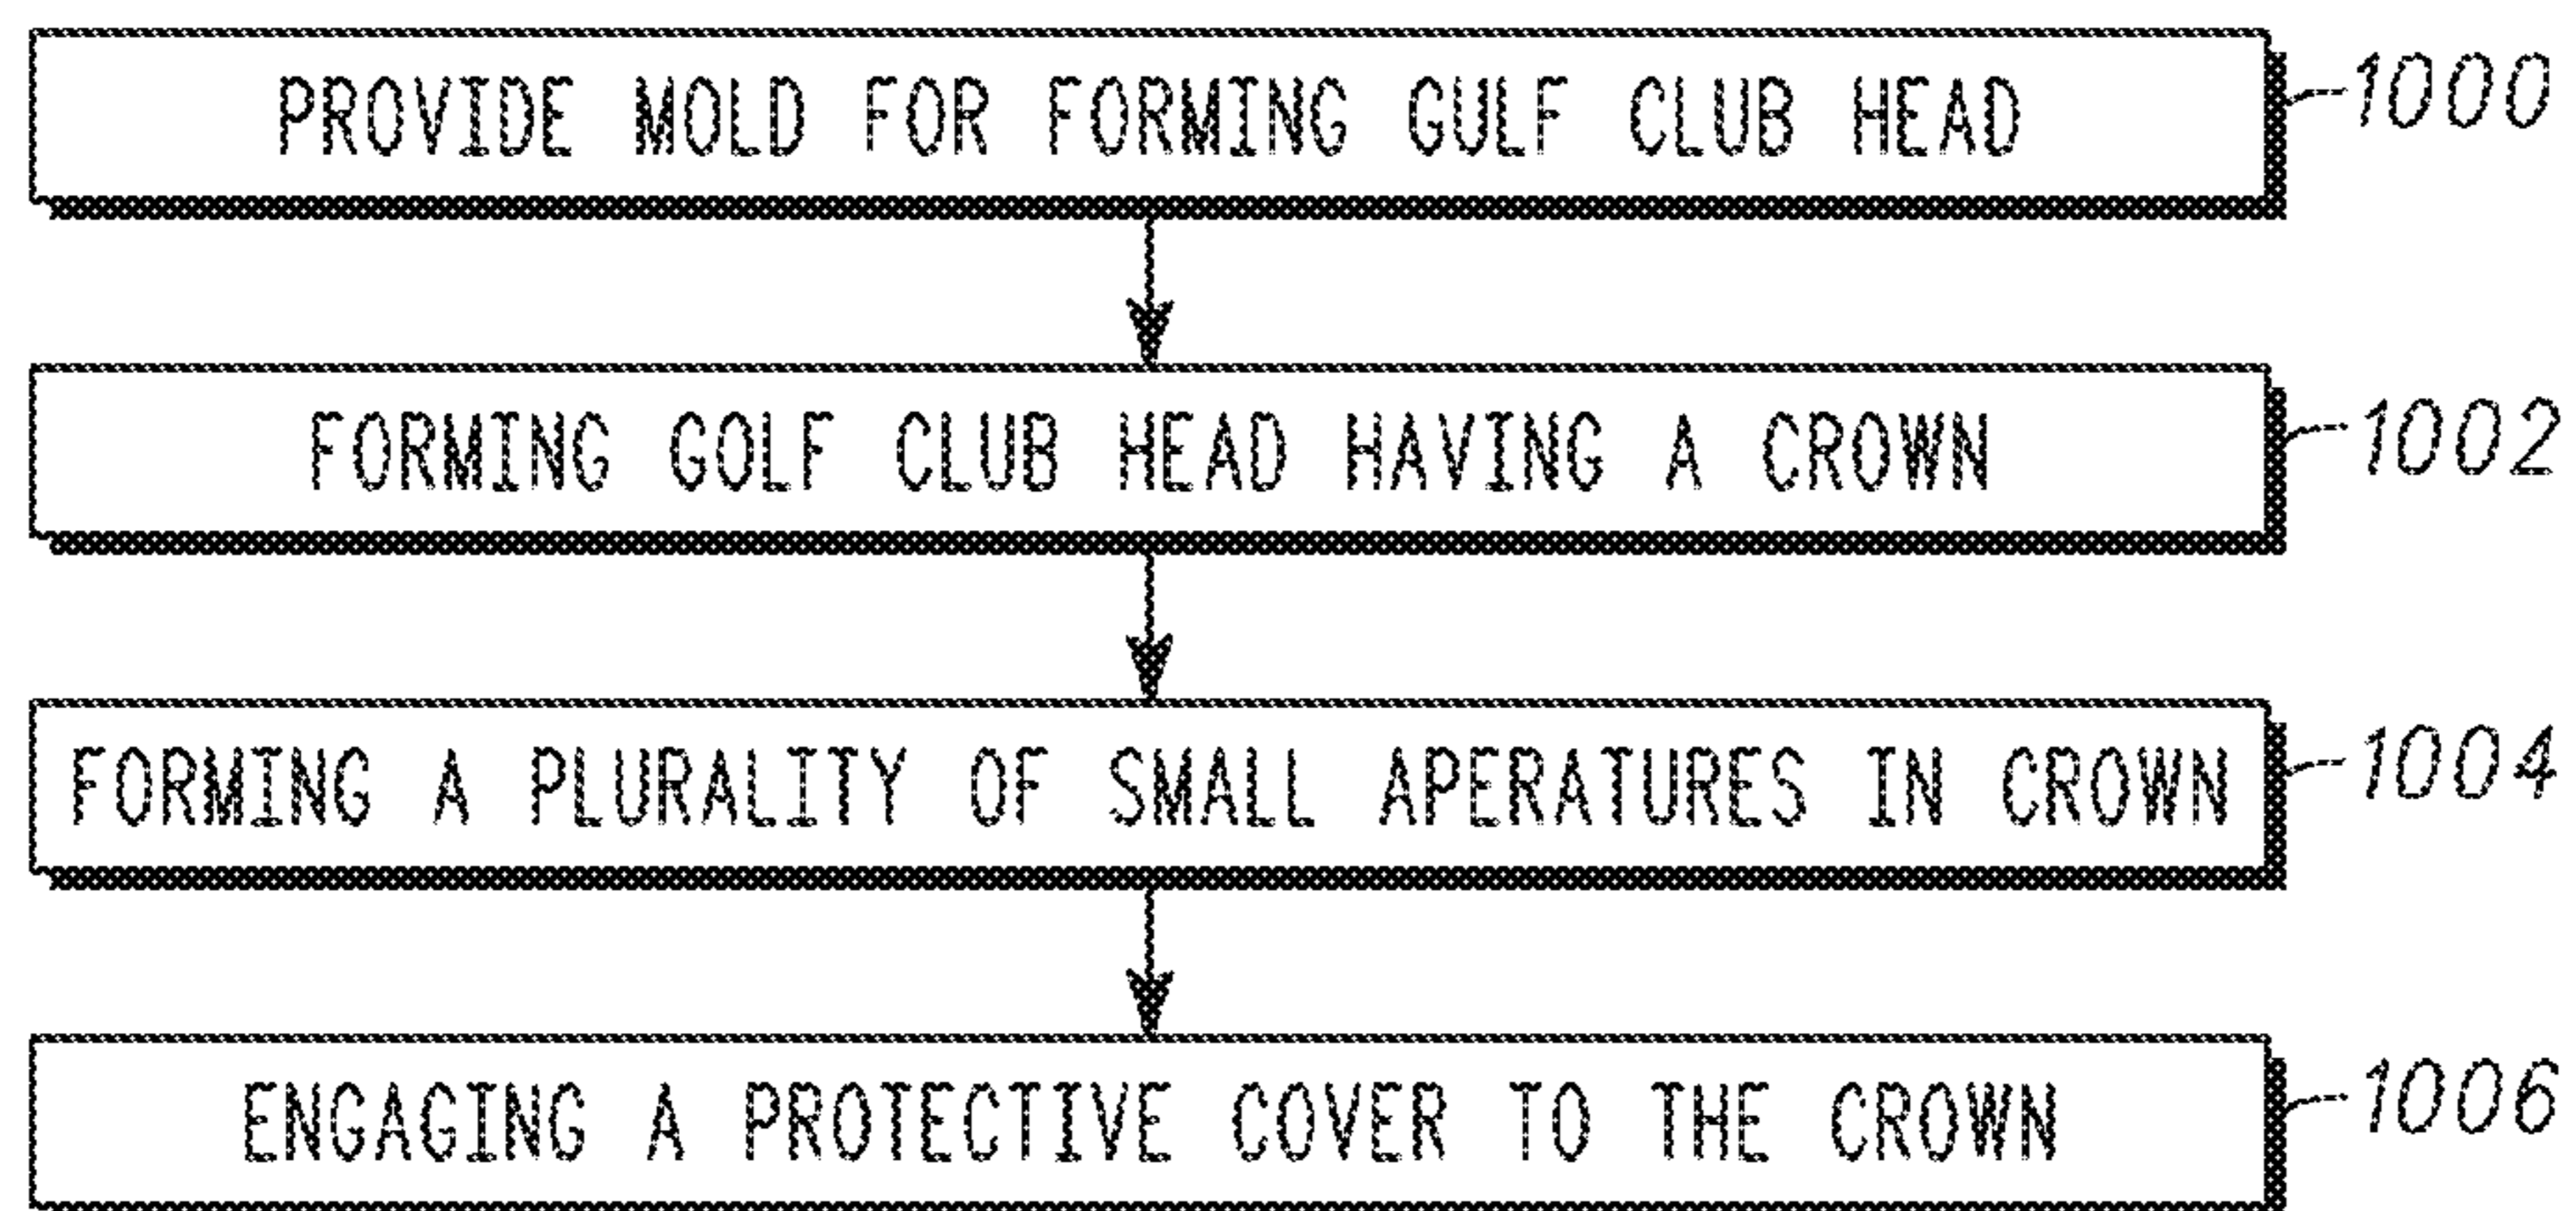 PROVIDE MOLD FOR FORMING GULF CLUB HEAD 1000
FORMING GOLF CLUB HEAD HAVING A CROWN 1002
FORMING A PLURALITY OF SMALL APERATURES IN CROWN 1004
ENGAGING A PROTECTIVE COVER TO THE CROWN 1006